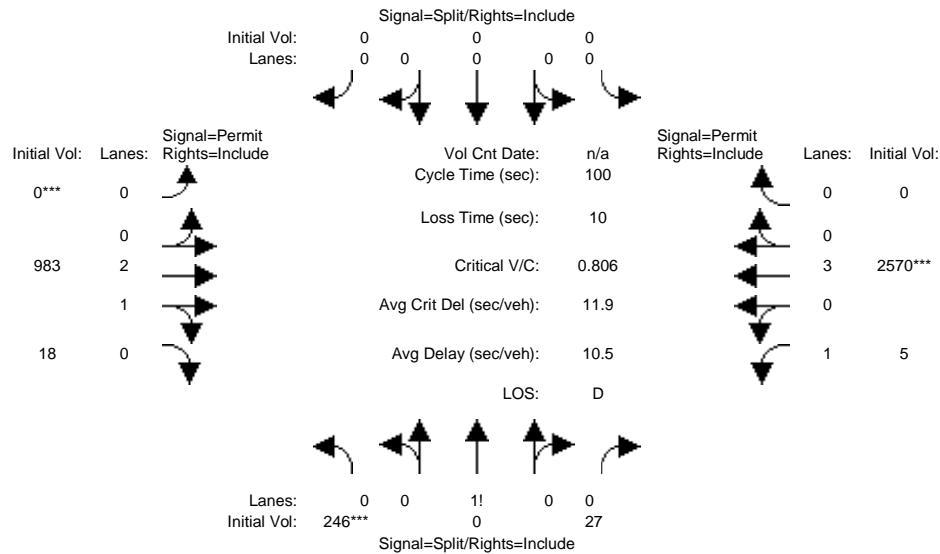 Signal=Split/Rights=Include
Initial Vol: 0 0 0
Lanes: 0 0 0 0 0
Signal=Permit
Initial Vol: Lanes: Rights=Include
Vol Cnt Date: n/a
Signal=Permit
Rights=Include Lanes: Initial Vol:
Cycle Time (sec): 100
0*** 0
0 0
Loss Time (sec): 10
0
0
983 2
Critical V/C: 0.806
3 2570***
1
Avg Crit Del (sec/veh): 11.9
0
18 0
Avg Delay (sec/veh): 10.5
1 5
LOS: D
Lanes: 0 0 1! 0 0
Initial Vol: 246*** 0 27
Signal=Split/Rights=Include